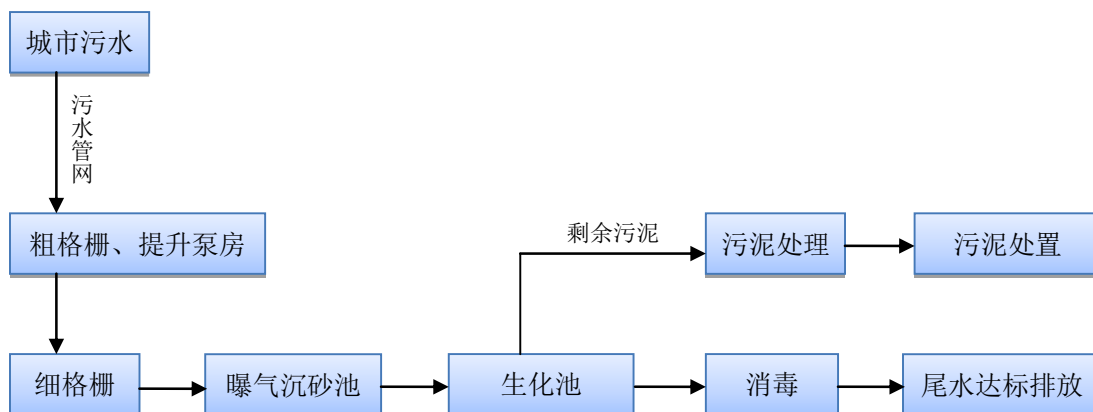 城市污水
污水管网
粗格栅、提升泵房
剩余污泥
污泥处理
污泥处置
细格栅
曝气沉砂池
生化池
消毒
尾水达标排放